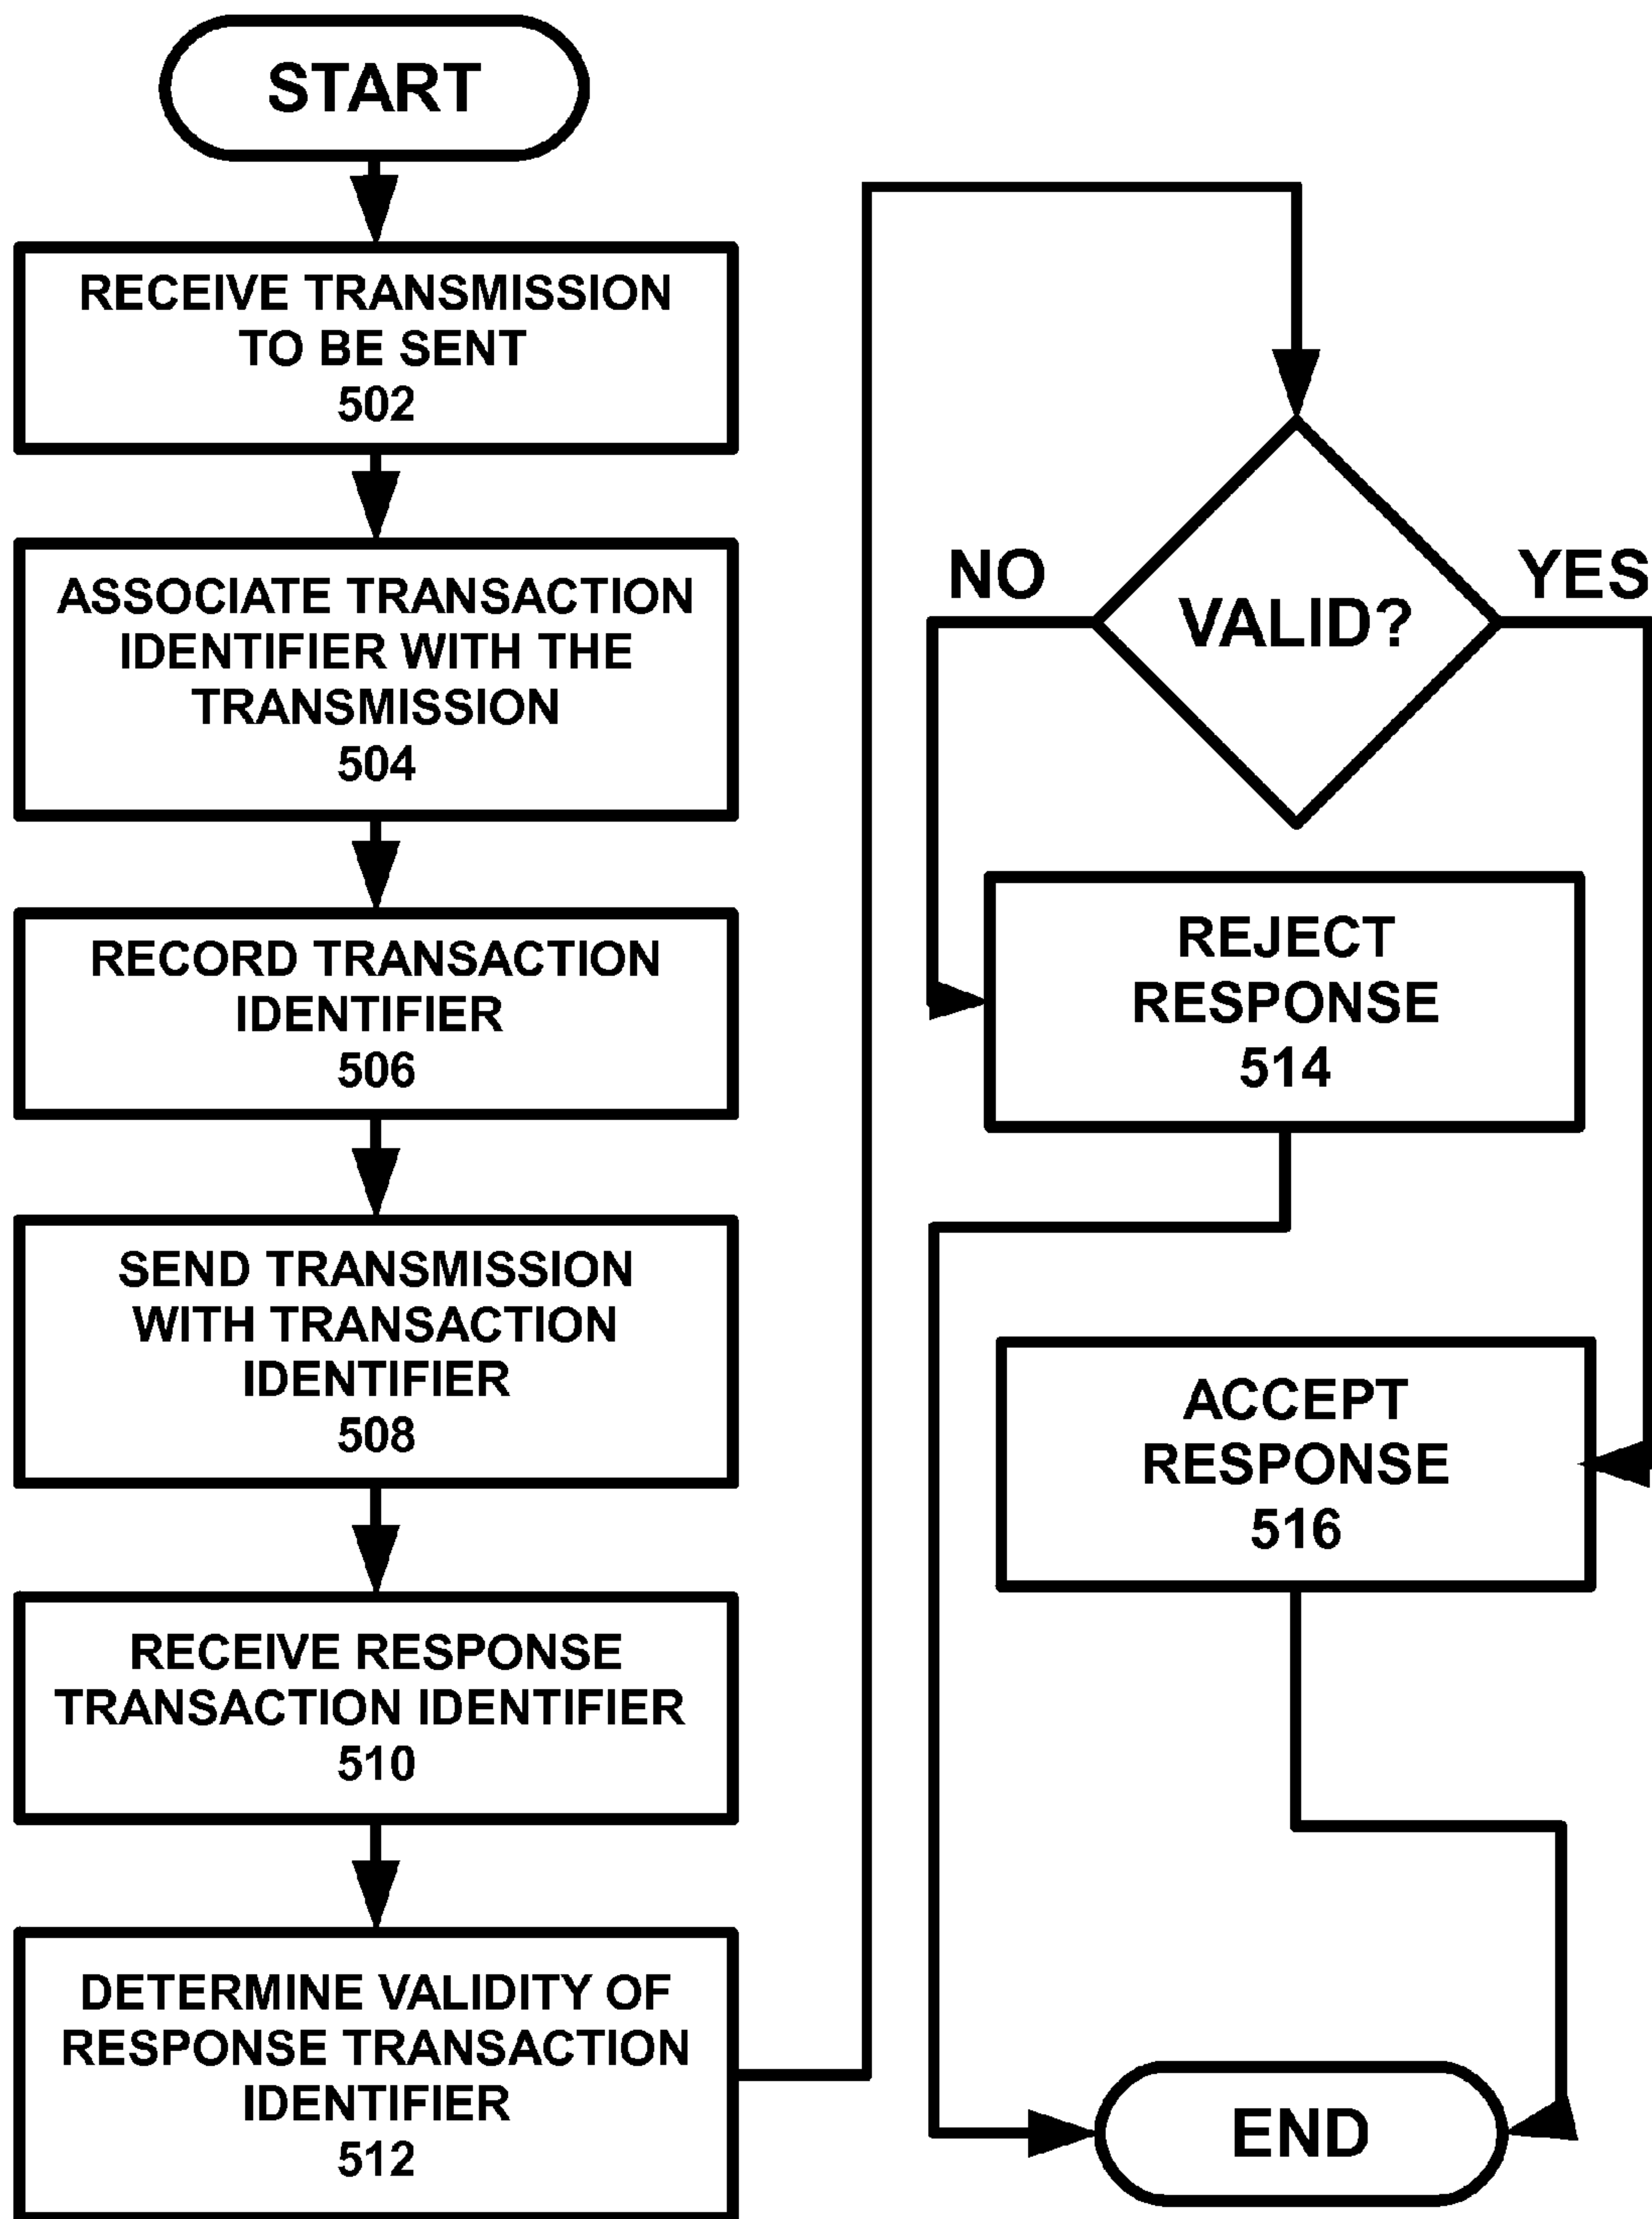 START
RECEIVE TRANSMISSION
TO BE SENT
502
ASSOCIATE TRANSACTION
IDENTIFIER WITH THE
TRANSMISSION
504
RECORD TRANSACTION
IDENTIFIER
506
SEND TRANSMISSION
WITH TRANSACTION
IDENTIFIER
508
RECEIVE RESPONSE
TRANSACTION IDENTIFIER
510
DETERMINE VALIDITY OF
RESPONSE TRANSACTION
IDENTIFIER
512
VALID?
NO
YES
REJECT
RESPONSE
514
ACCEPT
RESPONSE
516
END